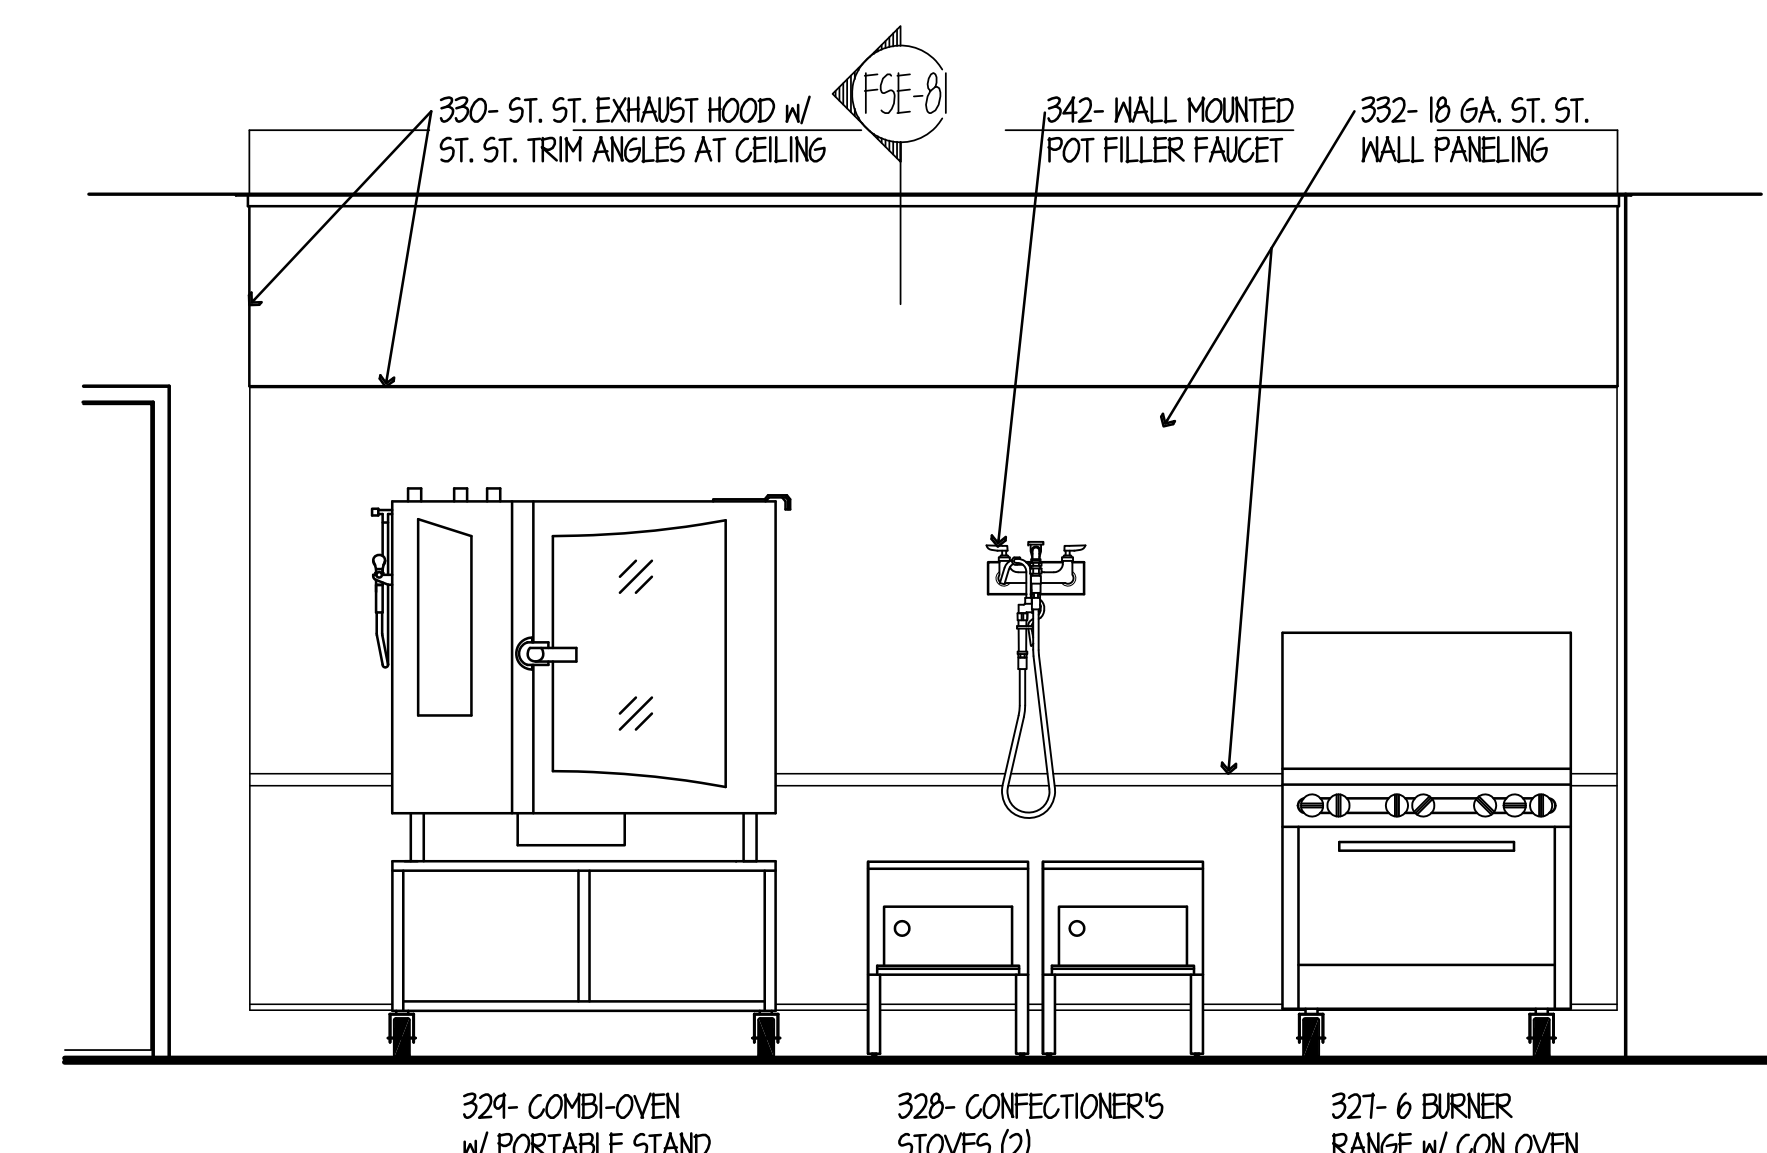 FSE-81
330- ST. ST. EXHAUST HOOD w/
ST. ST. TRIM ANGLES AT CEILING
342- WALL MOUNTED
POT FILLER FAUCET
332- 18 GA. ST. ST.
WALL PANELING
329- COMBI-OVEN
w/ PORTABLE STAND
328- CONFECTIONER'S
STOVES (2)
327- 6 BURNER
RANGE w/ CON OVEN